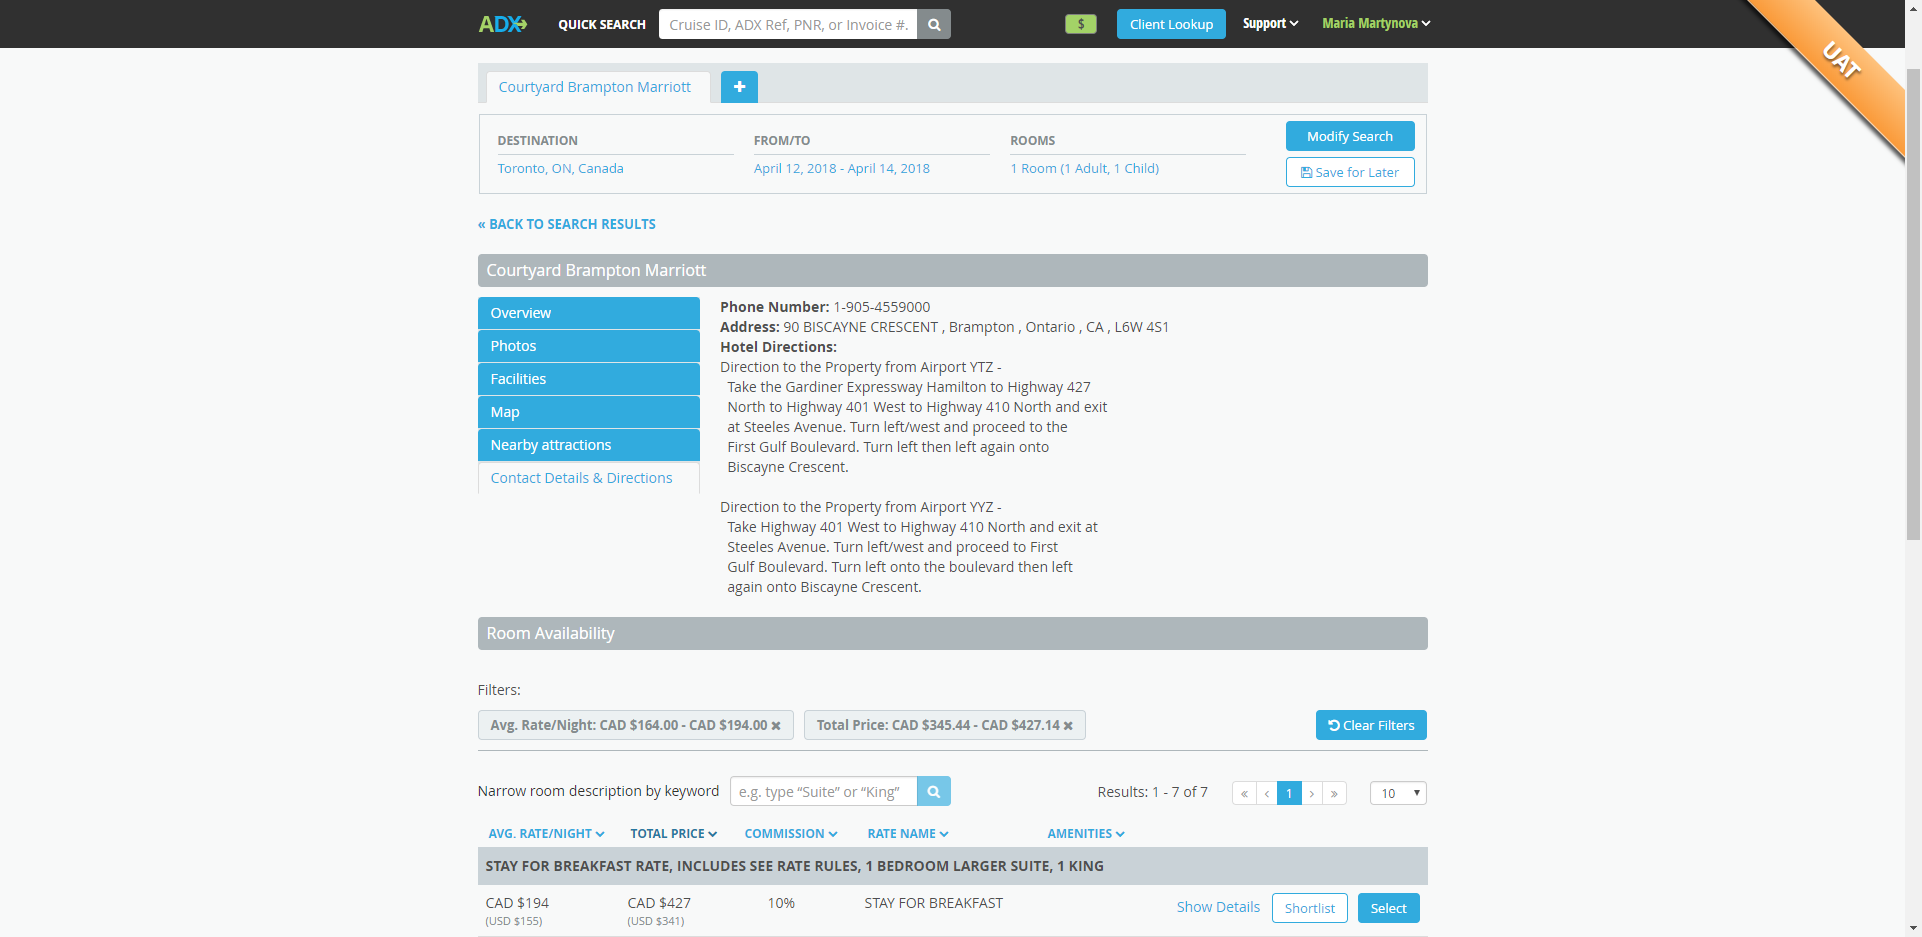 ADX QUICK SEARCH Cruise ID, ADX Ref, PNR, or Invoice #. $ Client Lookup Support Maria Martynova
UAT
Courtyard Brampton Marriott +
DESTINATION FROM/TO ROOMS Modify Search
Toronto, ON, Canada April 12, 2018 - April 14, 2018 1 Room (1 Adult, 1 Child) Save for Later
« BACK TO SEARCH RESULTS
Courtyard Brampton Marriott
Overview
Photos
Facilities
Map
Nearby attractions
Contact Details & Directions
Phone Number: 1-905-4559000
Address: 90 BISCAYNE CRESCENT , Brampton , Ontario , CA , L6W 4S1
Hotel Directions:
Direction to the Property from Airport YTZ -
Take the Gardiner Expressway Hamilton to Highway 427
North to Highway 401 West to Highway 410 North and exit
at Steeles Avenue. Turn left/west and proceed to the
First Gulf Boulevard. Turn left then left again onto
Biscayne Crescent.
Direction to the Property from Airport YYZ -
Take Highway 401 West to Highway 410 North and exit at
Steeles Avenue. Turn left/west and proceed to First
Gulf Boulevard. Turn left onto the boulevard then left
again onto Biscayne Crescent.
Room Availability
Filters:
Avg. Rate/Night: CAD $164.00 - CAD $194.00 × Total Price: CAD $345.44 - CAD $427.14 × Clear Filters
Narrow room description by keyword e.g. type “Suite” or “King” Results: 1 - 7 of 7 « ‹ 1 › » 10
AVG. RATE/NIGHT TOTAL PRICE COMMISSION RATE NAME AMENITIES
STAY FOR BREAKFAST RATE, INCLUDES SEE RATE RULES, 1 BEDROOM LARGER SUITE, 1 KING
CAD $194 CAD $427 10% STAY FOR BREAKFAST Show Details Shortlist Select
(USD $155) (USD $341)